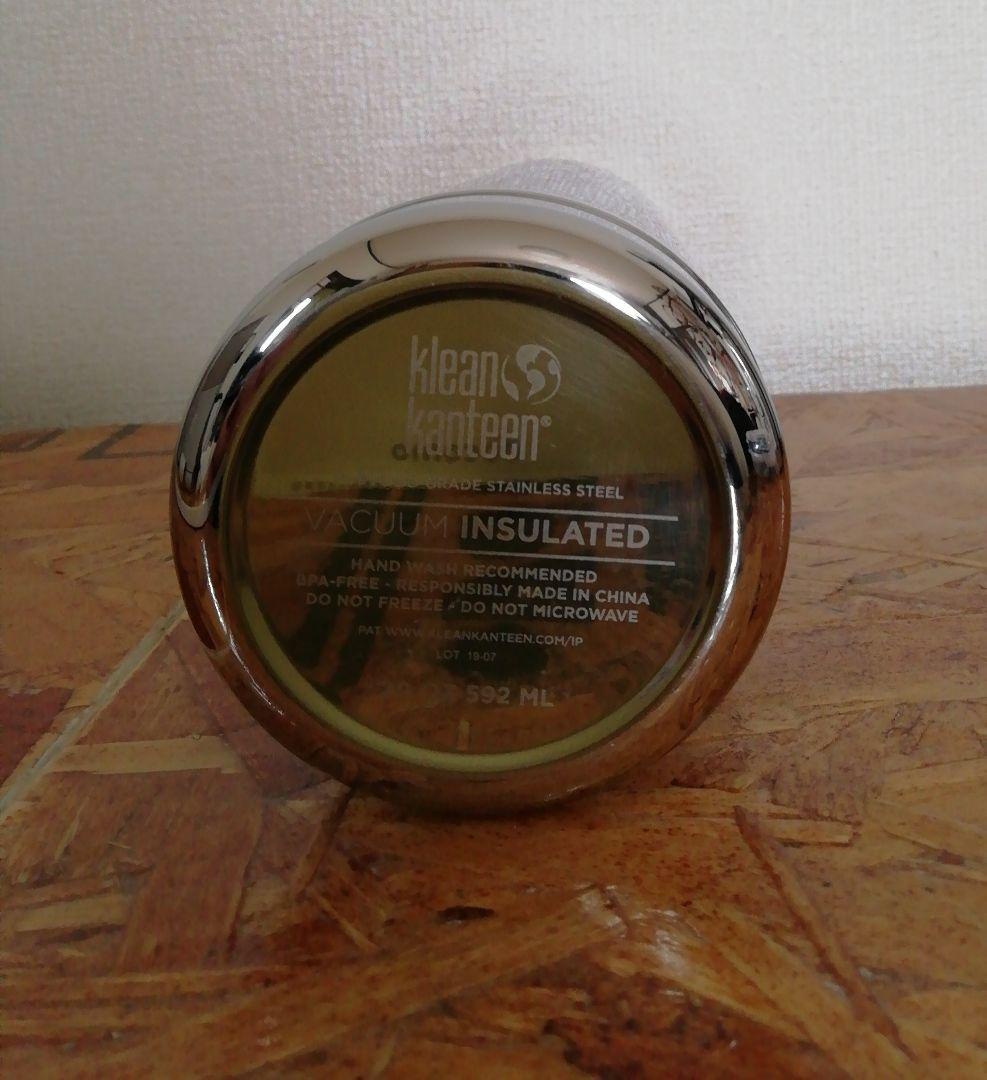 klean
kanteen®
GRADE STAINLESS STEEL
VACUUM INSULATED
HAND WASH RECOMMENDED
BPA-FREE - RESPONSIBLY MADE IN CHINA
DO NOT FREEZE - DO NOT MICROWAVE
PAT WWW.KLEANKANTEEN.COM/IP
LOT 19-07
592 ML